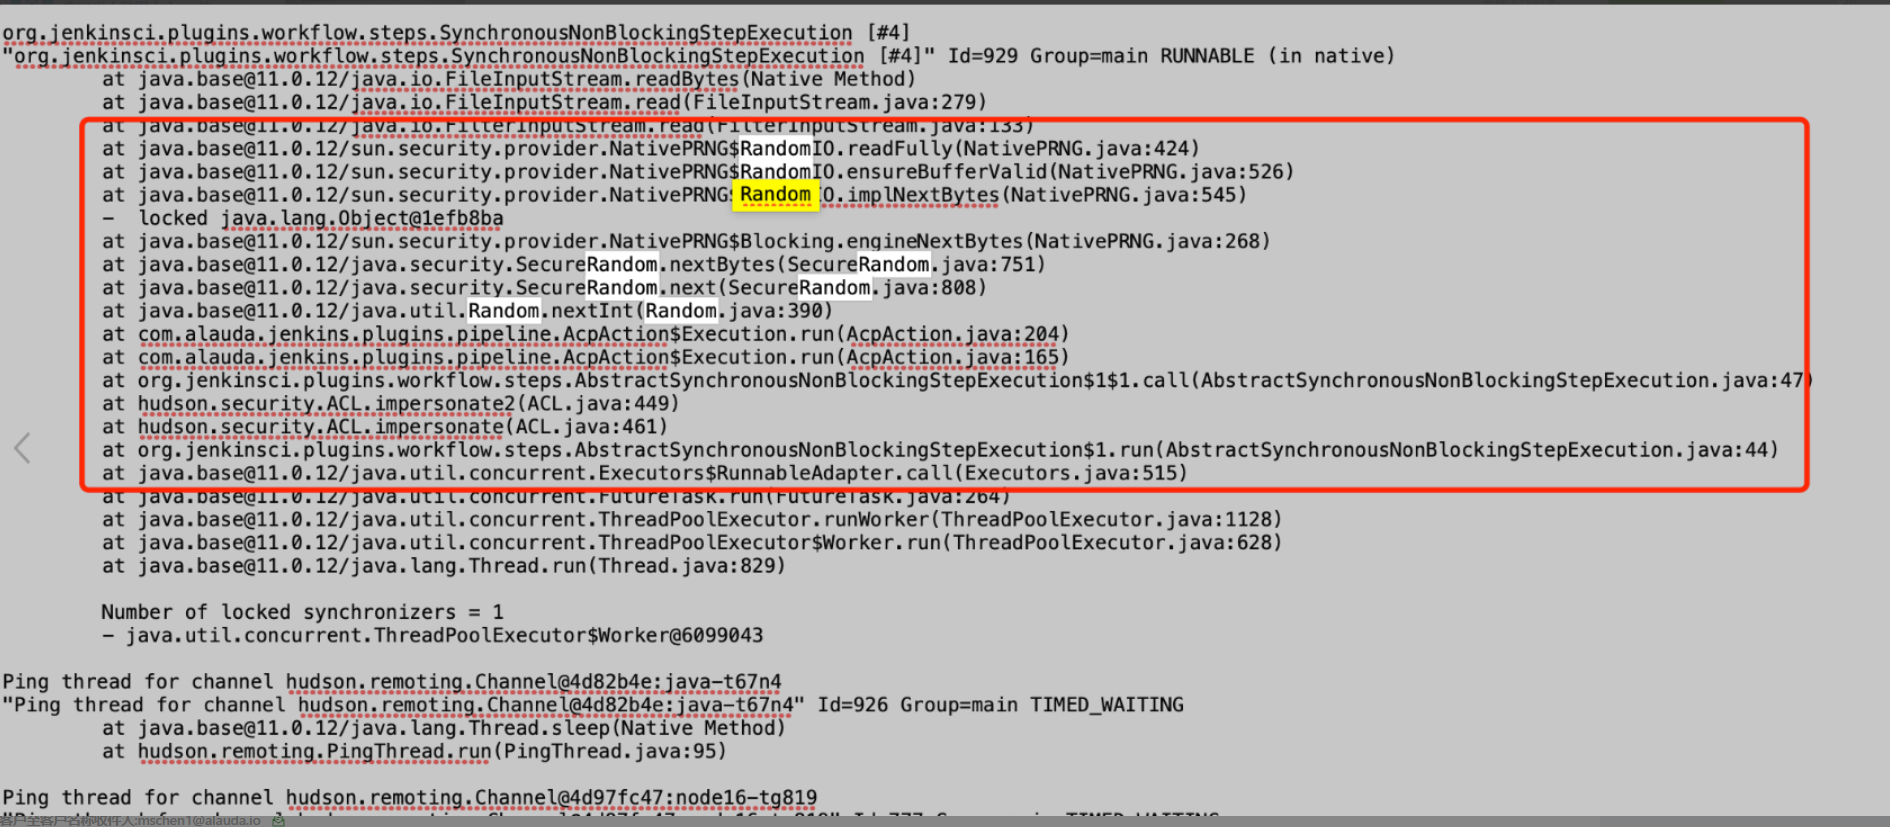 org.jenkinsci.plugins.workflow.steps.SynchronousNonBlockingStepExecution [#4]
"org.jenkinsci.plugins.workflow.steps.SynchronousNonBlockingStepExecution [#4]" Id=929 Group=main RUNNABLE (in native)
at java.base@11.0.12/java.io.FileInputStream.readBytes(Native Method)
at java.base@11.0.12/java.io.FileInputStream.read(FileInputStream.java:279)
at java.base@11.0.12/java.io.FilterInputStream.read(FilterInputStream.java:133)
at java.base@11.0.12/sun.security.provider.NativePRNG$RandomIO.readFully(NativePRNG.java:424)
at java.base@11.0.12/sun.security.provider.NativePRNG$RandomIO.ensureBufferValid(NativePRNG.java:526)
at java.base@11.0.12/sun.security.provider.NativePRNG$RandomIO.implNextBytes(NativePRNG.java:545)
- locked java.lang.Object@1efb8ba
at java.base@11.0.12/sun.security.provider.NativePRNG$Blocking.engineNextBytes(NativePRNG.java:268)
at java.base@11.0.12/java.security.SecureRandom.nextBytes(SecureRandom.java:751)
at java.base@11.0.12/java.security.SecureRandom.next(SecureRandom.java:808)
at java.base@11.0.12/java.util.Random.nextInt(Random.java:390)
at com.alauda.jenkins.plugins.pipeline.AcpAction$Execution.run(AcpAction.java:204)
at com.alauda.jenkins.plugins.pipeline.AcpAction$Execution.run(AcpAction.java:165)
at org.jenkinsci.plugins.workflow.steps.AbstractSynchronousNonBlockingStepExecution$1$1.call(AbstractSynchronousNonBlockingStepExecution.java:47)
at hudson.security.ACL.impersonate2(ACL.java:449)
at hudson.security.ACL.impersonate(ACL.java:461)
at org.jenkinsci.plugins.workflow.steps.AbstractSynchronousNonBlockingStepExecution$1.run(AbstractSynchronousNonBlockingStepExecution.java:44)
at java.base@11.0.12/java.util.concurrent.Executors$RunnableAdapter.call(Executors.java:515)
at java.base@11.0.12/java.util.concurrent.FutureTask.run(FutureTask.java:264)
at java.base@11.0.12/java.util.concurrent.ThreadPoolExecutor.runWorker(ThreadPoolExecutor.java:1128)
at java.base@11.0.12/java.util.concurrent.ThreadPoolExecutor$Worker.run(ThreadPoolExecutor.java:628)
at java.base@11.0.12/java.lang.Thread.run(Thread.java:829)
Number of locked synchronizers = 1
- java.util.concurrent.ThreadPoolExecutor$Worker@6099043
Ping thread for channel hudson.remoting.Channel@4d82b4e:java-t67n4
"Ping thread for channel hudson.remoting.Channel@4d82b4e:java-t67n4" Id=926 Group=main TIMED_WAITING
at java.base@11.0.12/java.lang.Thread.sleep(Native Method)
at hudson.remoting.PingThread.run(PingThread.java:95)
Ping thread for channel hudson.remoting.Channel@4d97fc47:node16-tg819
客户至客户名称收件人:mschen1@alauda.io